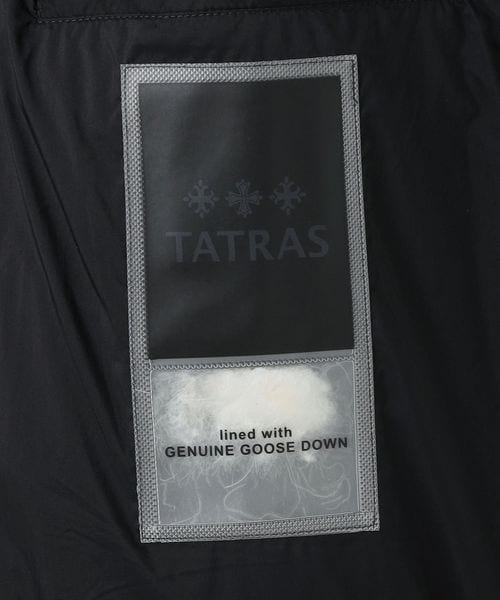 TATRAS
lined with
GENUINE GOOSE DOWN